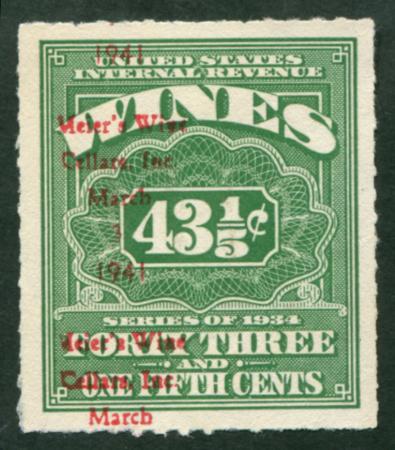 1941
UNITED STATES
INTERNAL REVENUE
WINES
Meier's Wine
Cellars, Inc.
March
3
1941
43 1/5 ¢
SERIES OF 1934
Meier's Wine
FORTY THREE
AND
Cellars, Inc.
ONE FIFTH CENTS
March